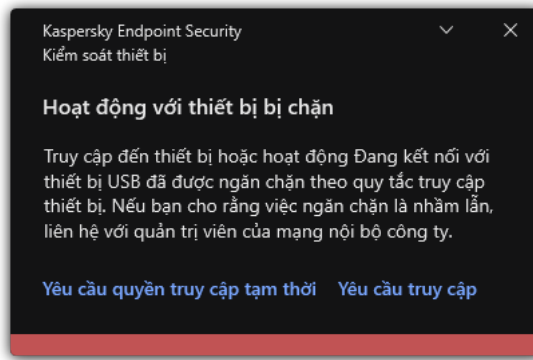 Kaspersky Endpoint Security
Kiểm soát thiết bị
Hoạt động với thiết bị bị chặn
Truy cập đến thiết bị hoặc hoạt động Đang kết nối với
thiết bị USB đã được ngăn chặn theo quy tắc truy cập
thiết bị. Nếu bạn cho rằng việc ngăn chặn là nhầm lẫn,
liên hệ với quản trị viên của mạng nội bộ công ty.
Yêu cầu quyền truy cập tạm thời Yêu cầu truy cập